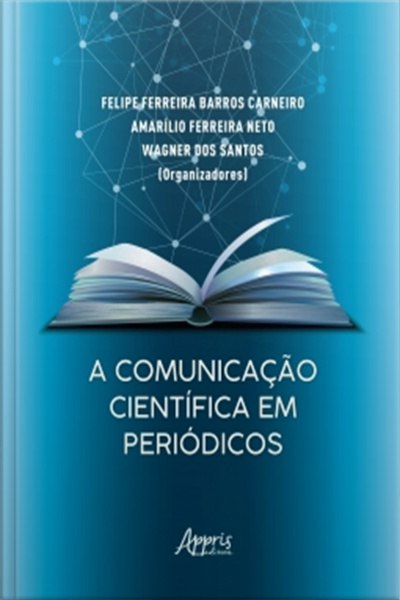 FELIPE FERREIRA BARROS CARNEIRO
AMARÍLIO FERREIRA NETO
WAGNER DOS SANTOS
(Organizadores)
A COMUNICAÇÃO
CIENTÍFICA EM
PERIÓDICOS
Appris